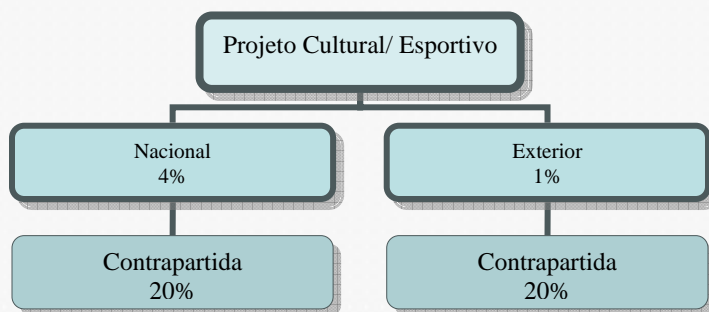 Projeto Cultural/ Esportivo
Nacional
4%
Exterior
1%
Contrapartida
20%
Contrapartida
20%